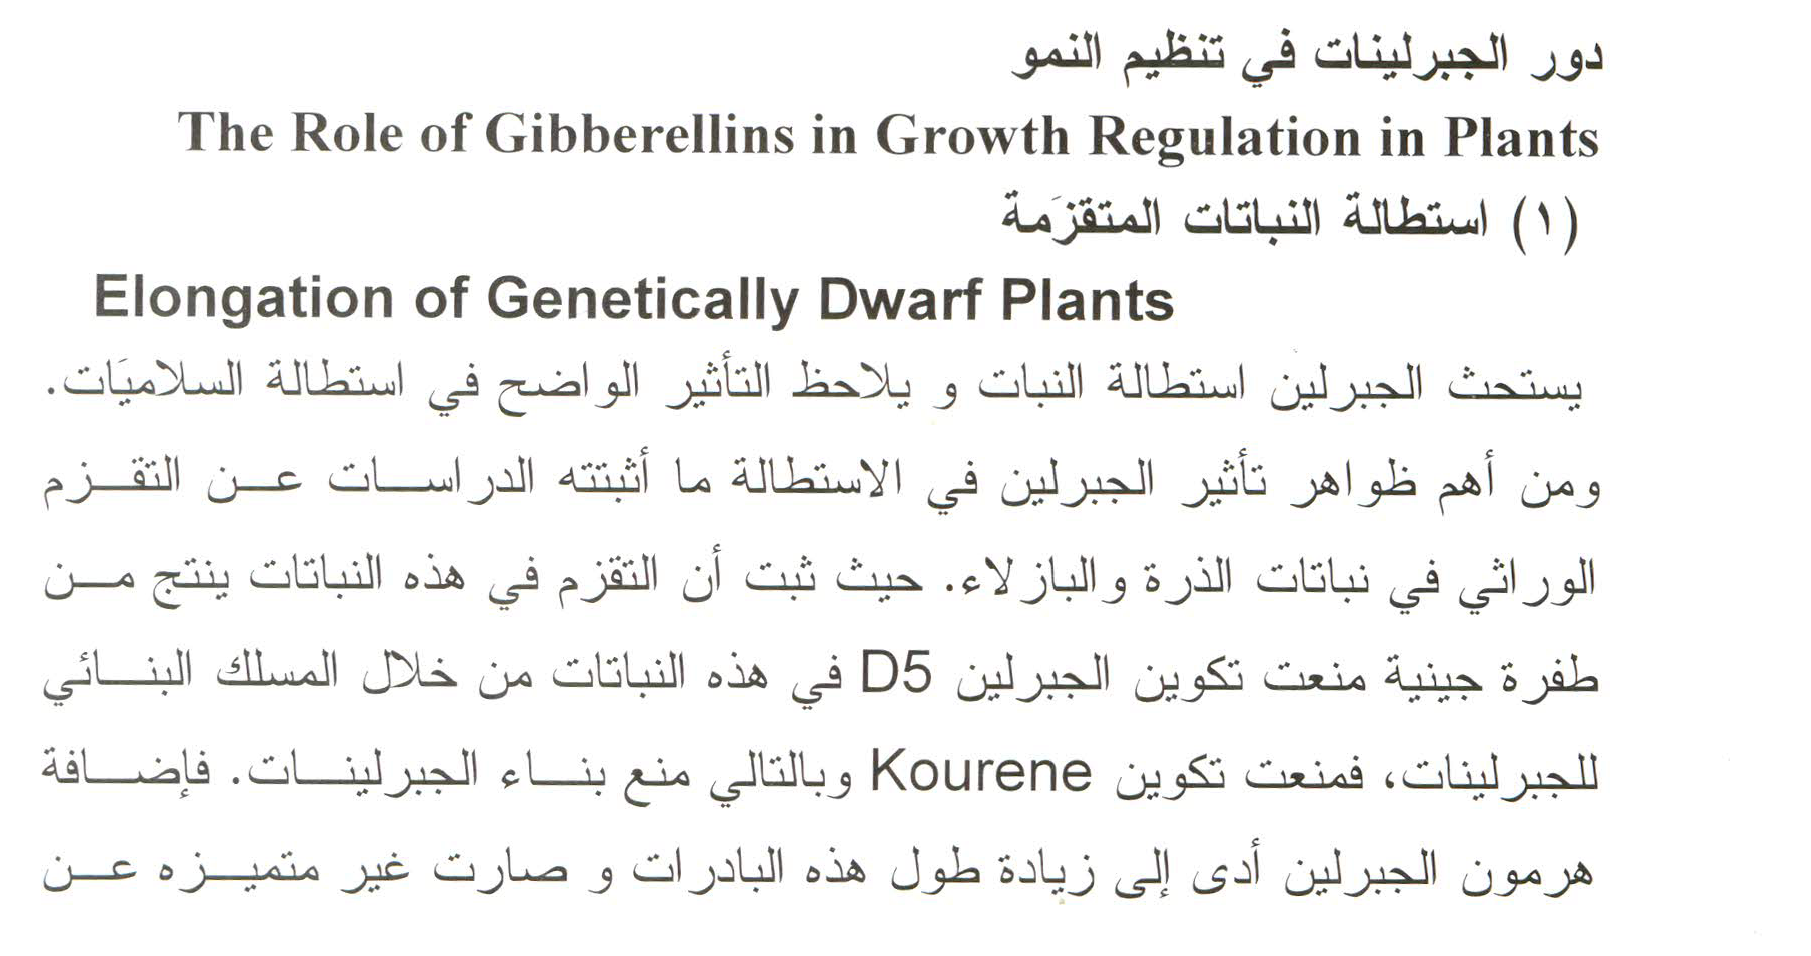 دور الجبرلينات في تنظيم النمو
The Role of Gibberellins in Growth Regulation in Plants
(١) استطالة النباتات المتقزَمة
Elongation of Genetically Dwarf Plants
يستحث الجبرلين استطالة النبات و يلاحظ التأثير الواضح في استطالة السلاميَات.
ومن أهم ظواهر تأثير الجبرلين في الاستطالة ما أثبتته الدراسات عن التقزم
الوراثي في نباتات الذرة والبازلاء. حيث ثبت أن التقزم في هذه النباتات ينتج من
طفرة جينية منعت تكوين الجبرلين D5 في هذه النباتات من خلال المسلك البنائي
للجبرلينات، فمنعت تكوين Kourene وبالتالي منع بناء الجبرلينات. فإضافة
هرمون الجبرلين أدى إلى زيادة طول هذه البادرات و صارت غير متميزه عن